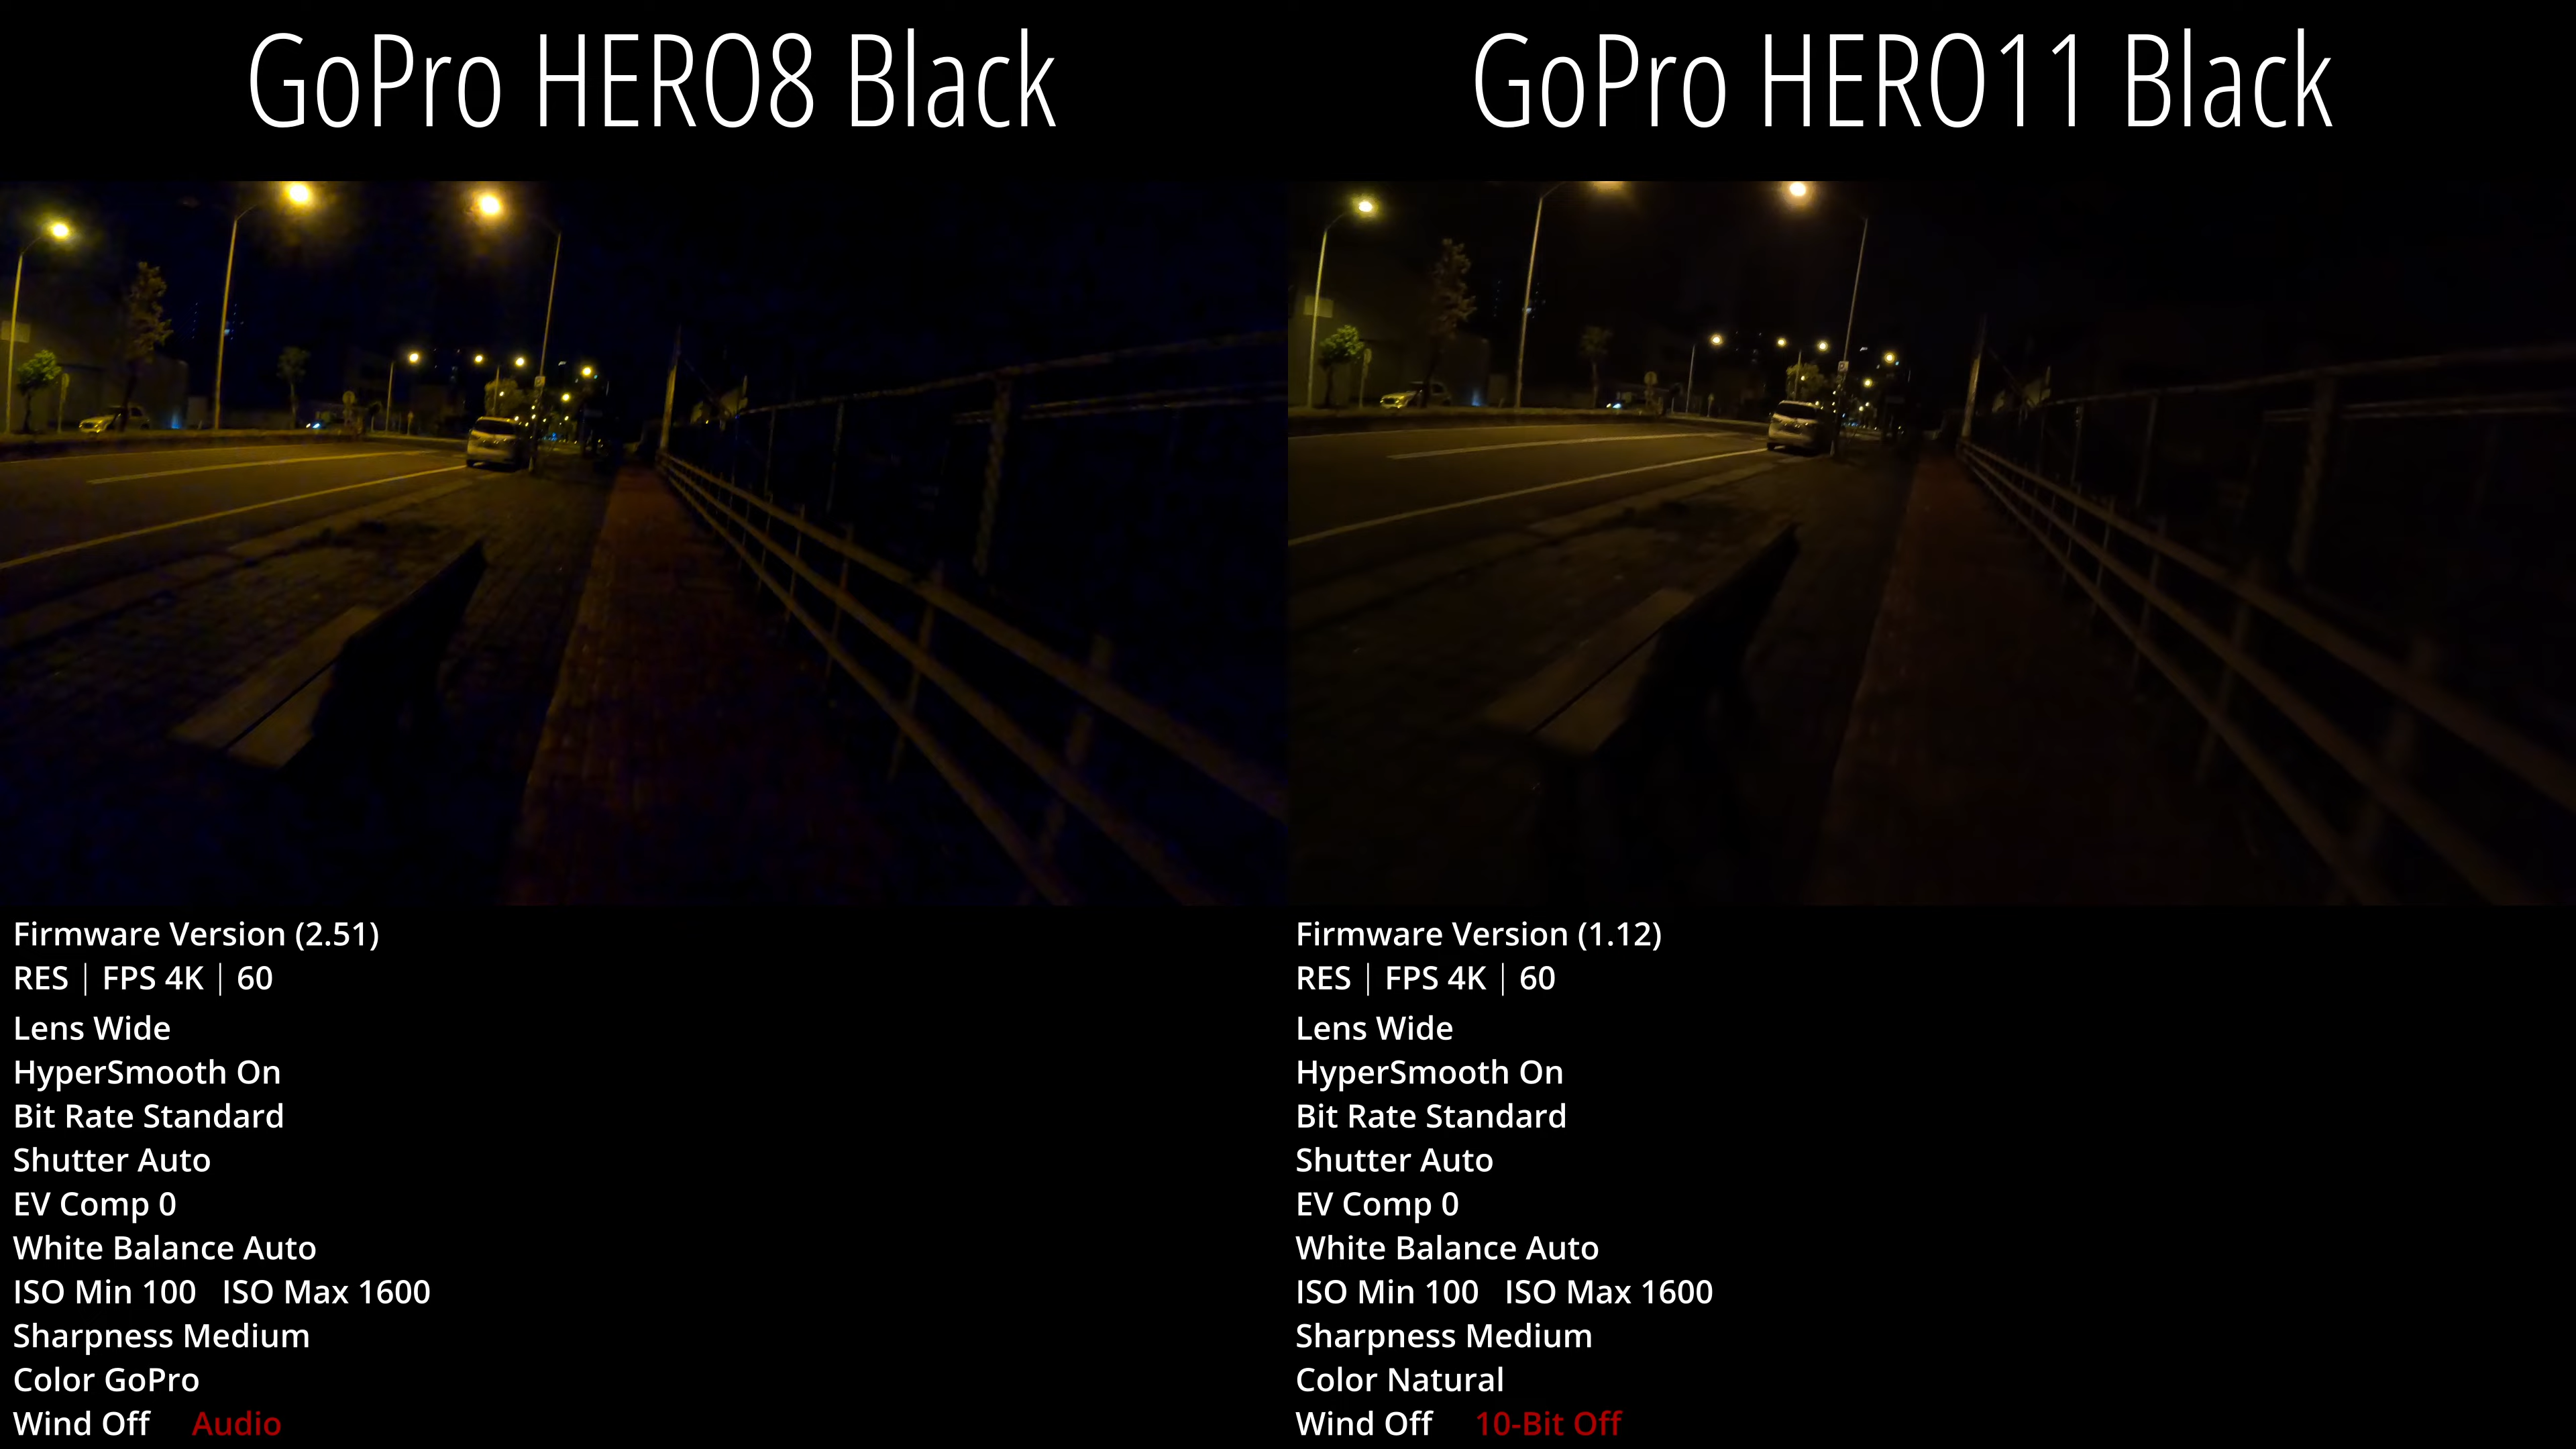 GoPro HERO8 Black
GoPro HERO11 Black
Firmware Version (2.51)
RES | FPS 4K | 60
Lens Wide
HyperSmooth On
Bit Rate Standard
Shutter Auto
EV Comp 0
White Balance Auto
ISO Min 100 ISO Max 1600
Sharpness Medium
Color GoPro
Wind Off Audio
Firmware Version (1.12)
RES | FPS 4K | 60
Lens Wide
HyperSmooth On
Bit Rate Standard
Shutter Auto
EV Comp 0
White Balance Auto
ISO Min 100 ISO Max 1600
Sharpness Medium
Color Natural
Wind Off 10-Bit Off